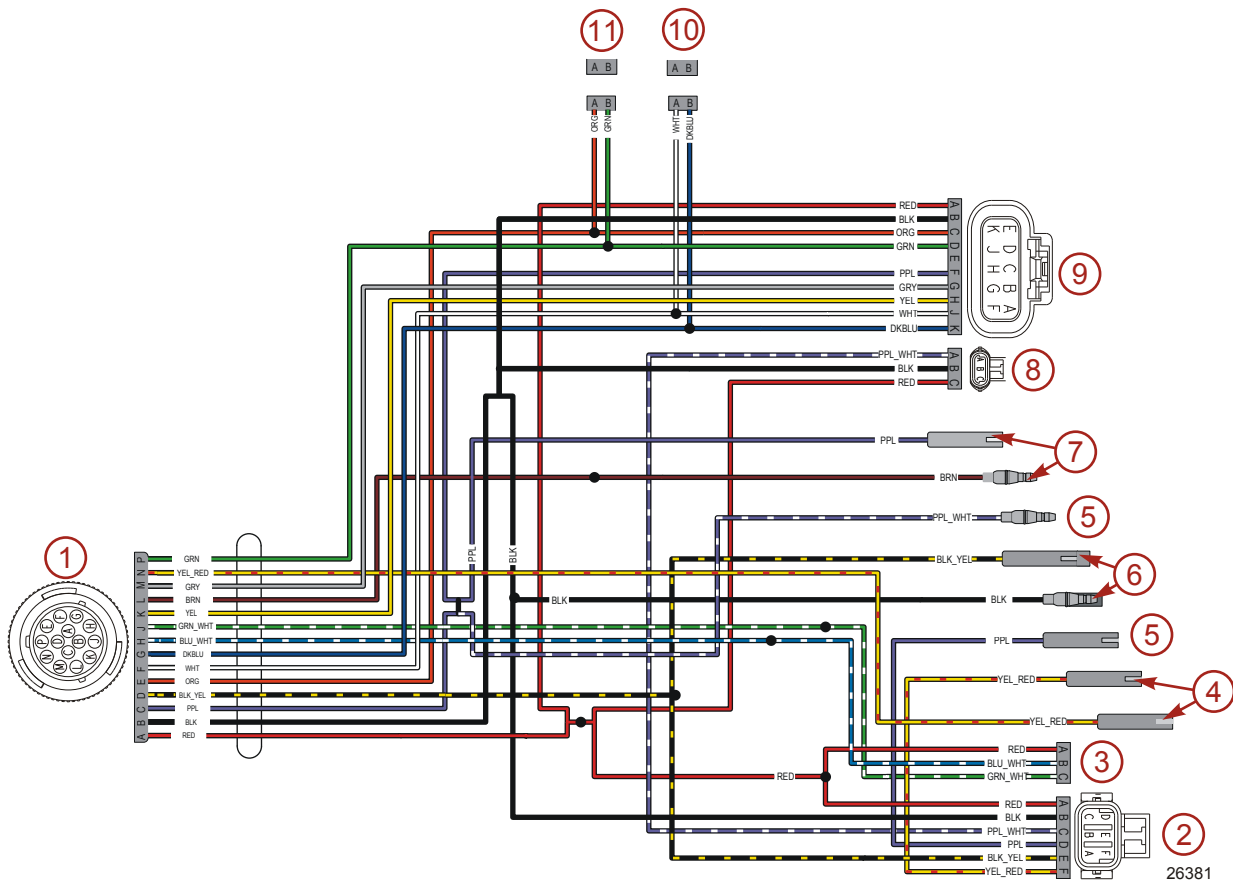 11
10
A B
A B
A B
A B
ORG
GRN
WHT
DKBLU
RED A
BLK B
ORG C
GRN D
E
PPL F
GRY G
YEL H
WHT J
DKBLU K
E D C B A
K J H G F
9
PPL_WHT A
BLK B
RED C
A B C
8
PPL
7
BRN
PPL_WHT
5
PPL
BLK
BLK_YEL
6
BLK
BLK
PPL
5
YEL_RED
4
YEL_RED
1
P GRN
N YEL_RED
M GRY
L BRN
K YEL
J GRN_WHT
H BLU_WHT
G DKBLU
F WHT
E ORG
D BLK_YEL
C PPL
B BLK
A RED
E F G
P D A H
N C B J
M L K
RED
RED A
BLU_WHT B
GRN_WHT C
3
RED A
BLK B
PPL_WHT C
PPL D
BLK_YEL E
YEL_RED F
C B A
D E F
2
26381